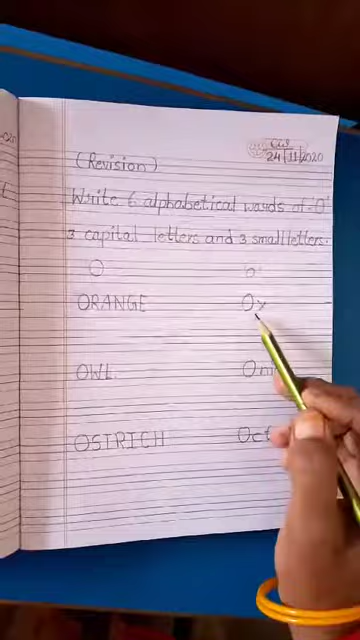 C.W
24/11/2020
(Revision)
Write 6 alphabetical words of 'O'
3 capital letters and 3 small letters.
O o
ORANGE Ox
OWL
OSTRICH